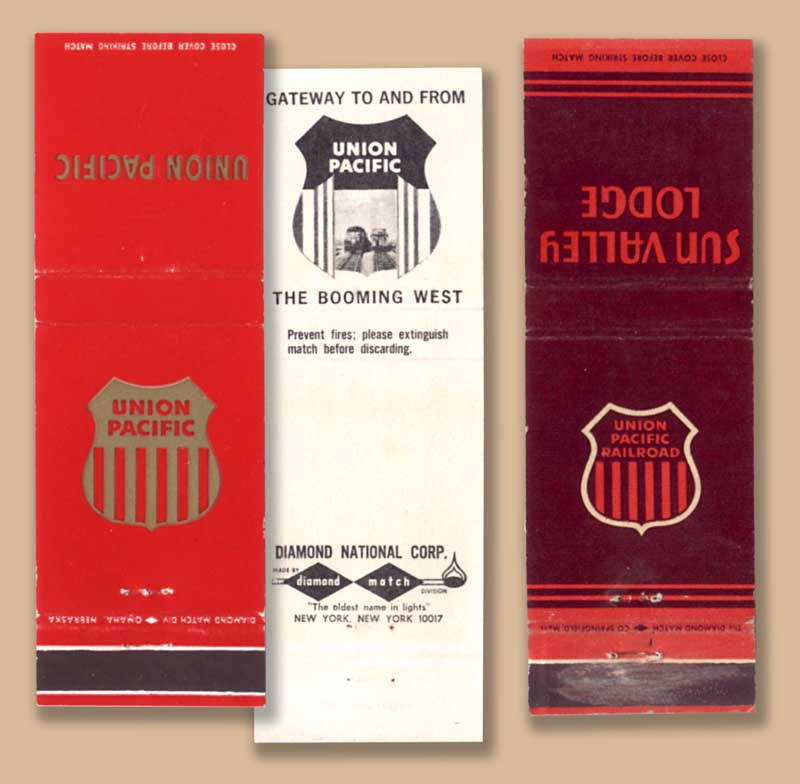 CLOSE COVER BEFORE STRIKING MATCH
UNION PACIFIC
UNION
PACIFIC
DIAMOND MATCH DIV OMAHA, NEBRASKA
GATEWAY TO AND FROM
UNION
PACIFIC
THE BOOMING WEST
Prevent fires; please extinguish
match before discarding.
DIAMOND NATIONAL CORP.
MADE BY
diamond match
DIVISION
"The oldest name in lights"
NEW YORK, NEW YORK 10017
CLOSE COVER BEFORE STRIKING MATCH
SUN VALLEY
LODGE
UNION
PACIFIC
RAILROAD
THE DIAMOND MATCH CO SPRINGFIELD MASS